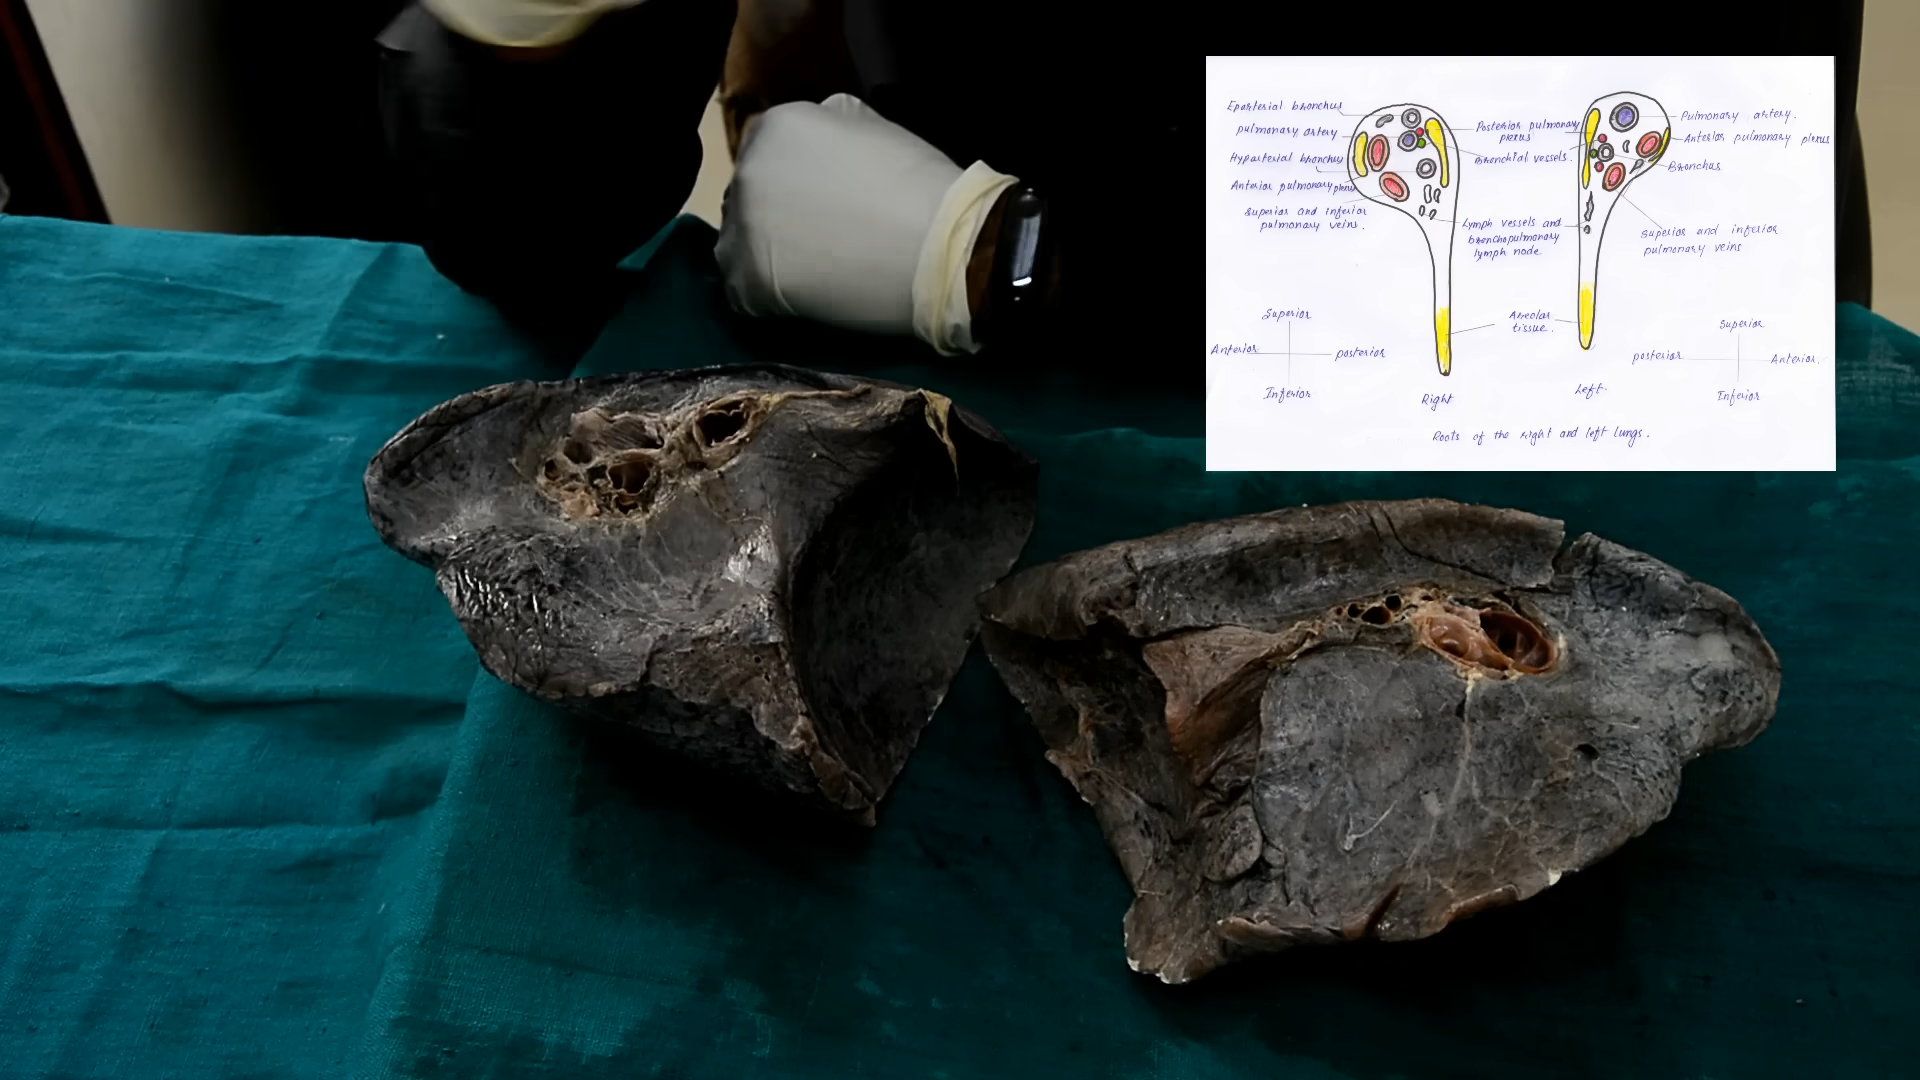 Eparterial bronchus
pulmonary artery
Hyparterial bronchus
Anterior pulmonary plexus
Superior and inferior
pulmonary veins.
Posterior pulmonary
plexus
Bronchial vessels.
Lymph vessels and
bronchopulmonary
lymph node
Areolar
tissue.
Pulmonary artery.
Anterior pulmonary plexus
Bronchus
Superior and inferior
pulmonary veins
Superior
Anterior
posterior
Inferior
Right
Left.
Superior
posterior
Anterior.
Inferior
Roots of the right and left lungs.